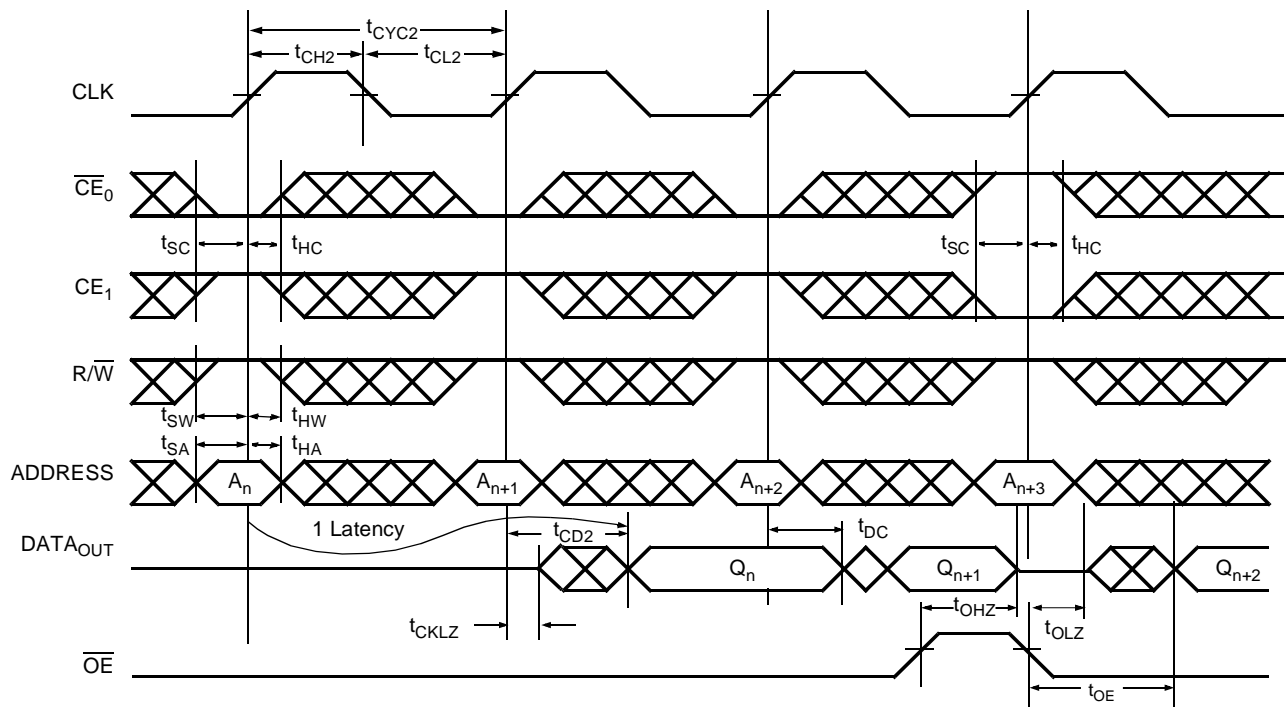 tCYC2
tCH2 tCL2
CLK
CE0
tSC tHC tSC tHC
CE1
R/W
tSW tHW
tSA tHA
ADDRESS An An+1 An+2 An+3
1 Latency tCD2 tDC
DATAOUT Qn Qn+1 Qn+2
tCKLZ tOHZ tOLZ
OE
tOE